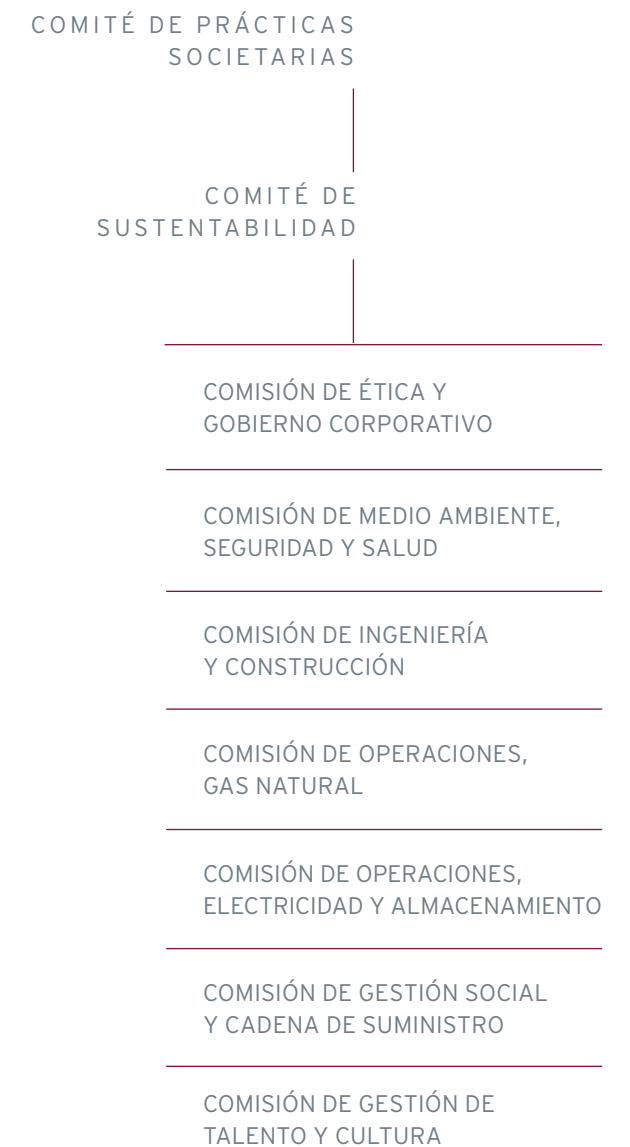 COMITÉ DE PRÁCTICAS
SOCIETARIAS
COMITÉ DE
SUSTENTABILIDAD
COMISIÓN DE ÉTICA Y
GOBIERNO CORPORATIVO
COMISIÓN DE MEDIO AMBIENTE,
SEGURIDAD Y SALUD
COMISIÓN DE INGENIERÍA
Y CONSTRUCCIÓN
COMISIÓN DE OPERACIONES,
GAS NATURAL
COMISIÓN DE OPERACIONES,
ELECTRICIDAD Y ALMACENAMIENTO
COMISIÓN DE GESTIÓN SOCIAL
Y CADENA DE SUMINISTRO
COMISIÓN DE GESTIÓN DE
TALENTO Y CULTURA